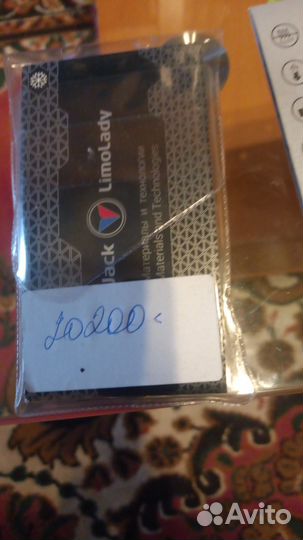 Jack LimoLady
Материалы и технологии
Materials and Technologies
20200-
Avito